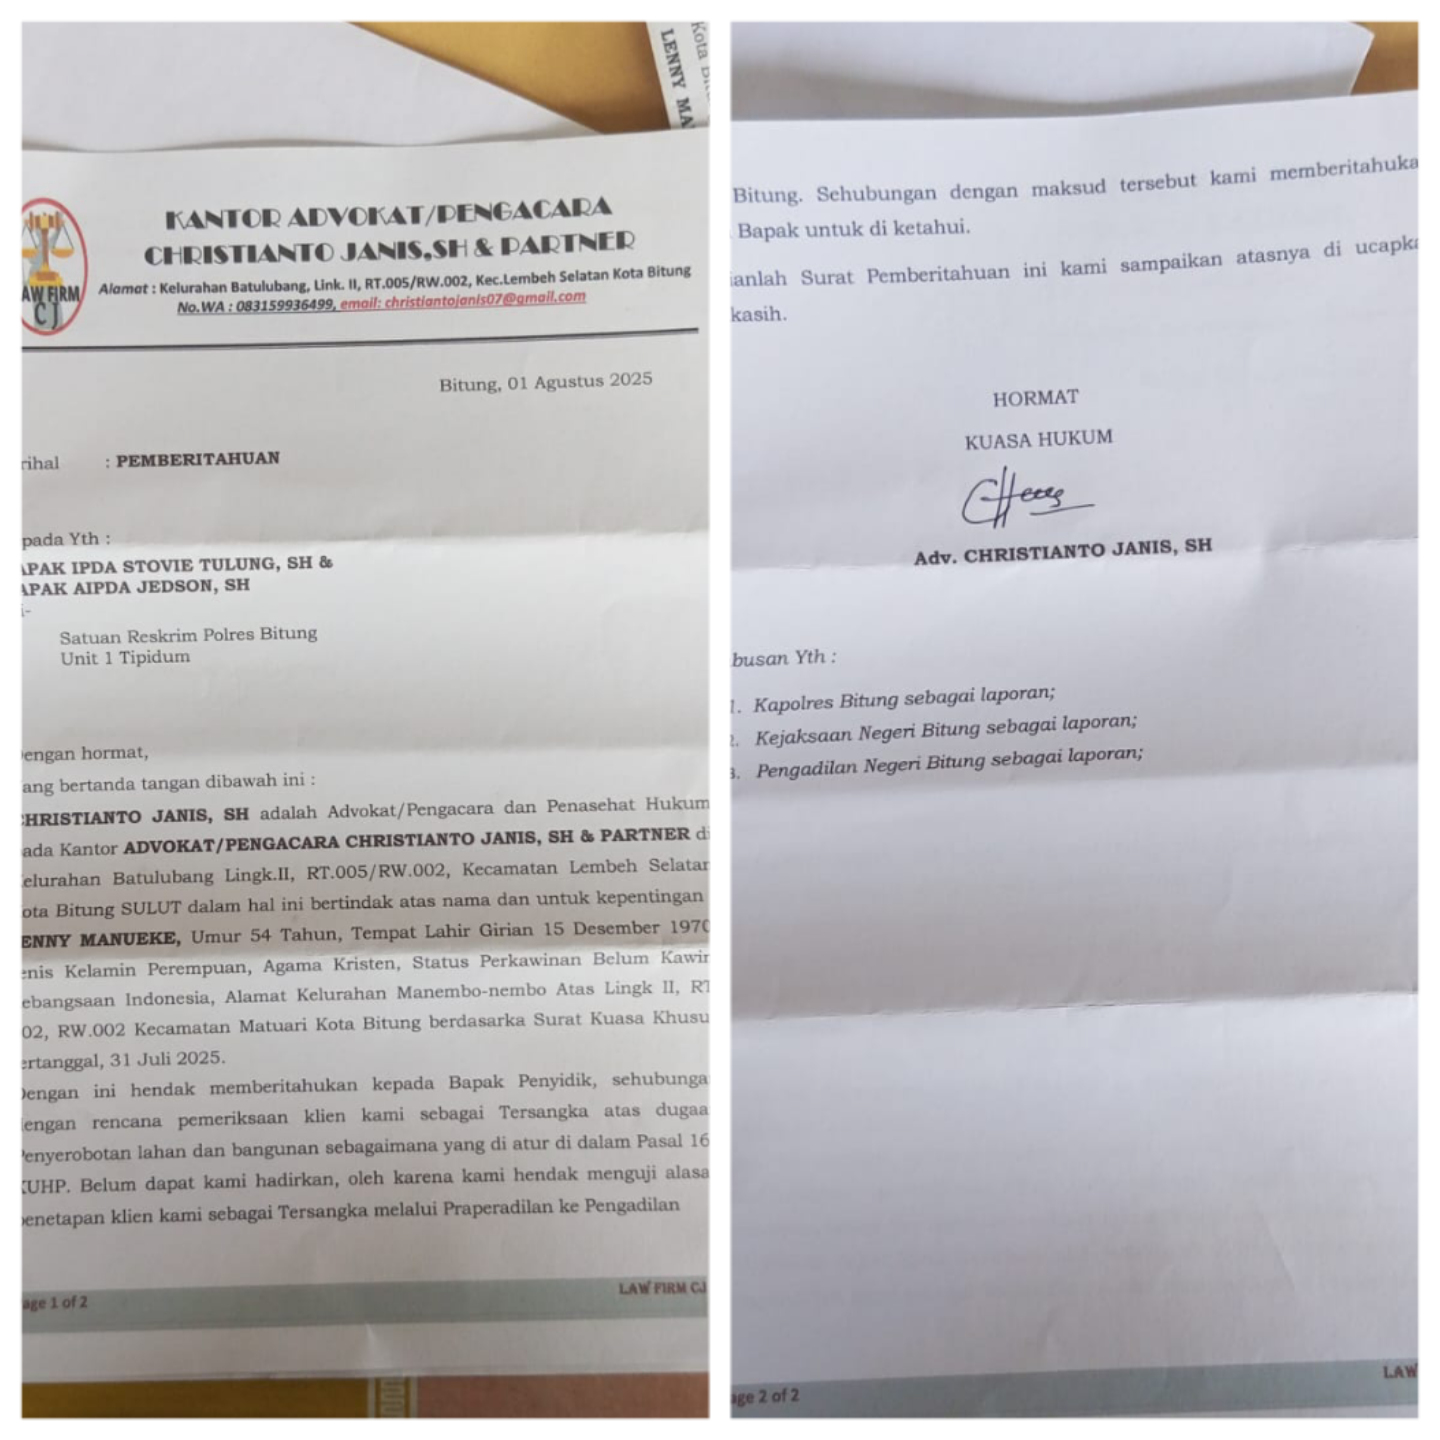 Kota
LENNY MA
LAW FIRM
CJ
KANTOR ADVOKAT/PENGACARA
CHRISTIANTO JANIS,SH & PARTNER
Alamat : Kelurahan Batulubang, Link. II, RT.005/RW.002, Kec.Lembeh Selatan Kota Bitung
No.WA : 083159936499, email: christiantojanis07@gmail.com
Bitung, 01 Agustus 2025
rihal : PEMBERITAHUAN
pada Yth :
APAK IPDA STOVIE TULUNG, SH &
APAK AIPDA JEDSON, SH
i-
Satuan Reskrim Polres Bitung
Unit 1 Tipidum
engan hormat,
ang bertanda tangan dibawah ini :
HRISTIANTO JANIS, SH adalah Advokat/Pengacara dan Penasehat Hukum
ada Kantor ADVOKAT/PENGACARA CHRISTIANTO JANIS, SH & PARTNER di
elurahan Batulubang Lingk.II, RT.005/RW.002, Kecamatan Lembeh Selatan
ota Bitung SULUT dalam hal ini bertindak atas nama dan untuk kepentingan
ENNY MANUEKE, Umur 54 Tahun, Tempat Lahir Girian 15 Desember 1970
enis Kelamin Perempuan, Agama Kristen, Status Perkawinan Belum Kawin
ebangsaan Indonesia, Alamat Kelurahan Manembo-nembo Atas Lingk II, RT
02, RW.002 Kecamatan Matuari Kota Bitung berdasarka Surat Kuasa Khusu
ertanggal, 31 Juli 2025.
engan ini hendak memberitahukan kepada Bapak Penyidik, sehubunga
engan rencana pemeriksaan klien kami sebagai Tersangka atas dugaa
enyerobotan lahan dan bangunan sebagaimana yang di atur di dalam Pasal 16
KUHP. Belum dapat kami hadirkan, oleh karena kami hendak menguji alasa
enetapan klien kami sebagai Tersangka melalui Praperadilan ke Pengadilan
LAW FIRM CJ
age 1 of 2
Bitung. Sehubungan dengan maksud tersebut kami memberitahuka
Bapak untuk di ketahui.
ianlah Surat Pemberitahuan ini kami sampaikan atasnya di ucapka
kasih.
HORMAT
KUASA HUKUM
Adv. CHRISTIANTO JANIS, SH
busan Yth :
1. Kapolres Bitung sebagai laporan;
2. Kejaksaan Negeri Bitung sebagai laporan;
3. Pengadilan Negeri Bitung sebagai laporan;
LAW
age 2 of 2